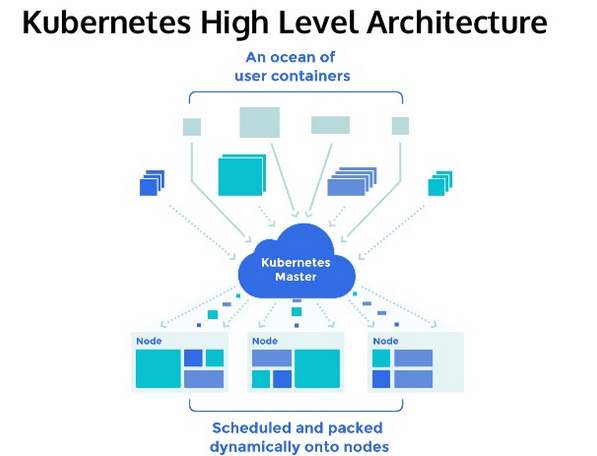 Kubernetes High Level Architecture
An ocean of
user containers
Kubernetes
Master
Node
Node
Node
Scheduled and packed
dynamically onto nodes